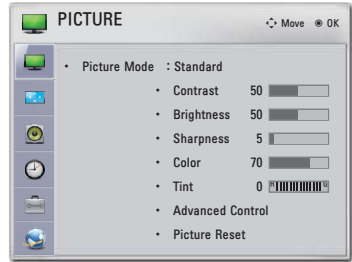 PICTURE Move OK
• Picture Mode : Standard
• Contrast 50
• Brightness 50
• Sharpness 5
• Color 70
• Tint 0 R G
• Advanced Control
• Picture Reset